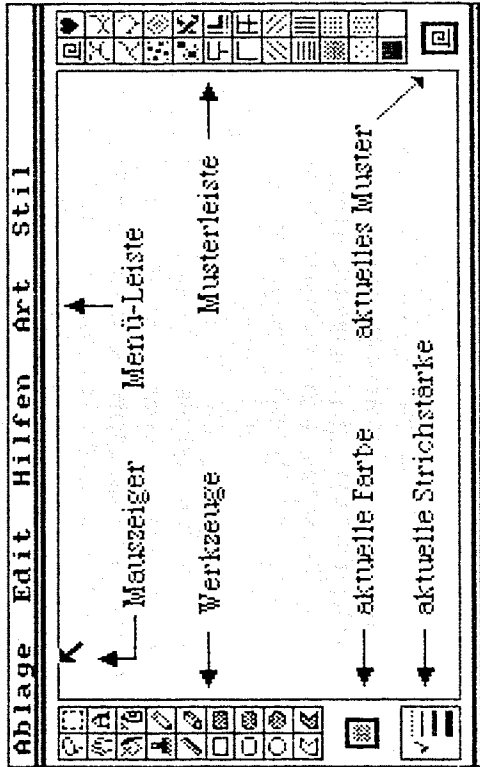 Ablage Edit Hilfen Art Stil
Mauszeiger Menü-Leiste
Werkzeuge Musterleiste
aktuelle Farbe aktuelles Muster
aktuelle Strichstärke